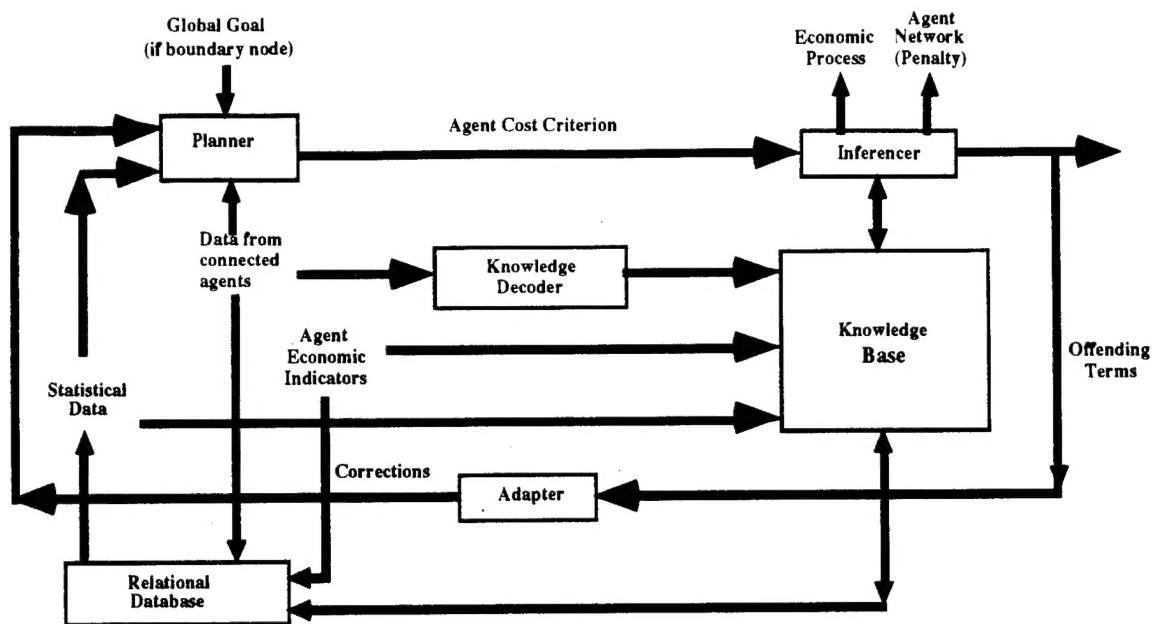 Global Goal
(if boundary node)
Economic
Process
Agent
Network
(Penalty)
Planner
Agent Cost Criterion
Inferencer
Data from
connected
agents
Knowledge
Decoder
Knowledge
Base
Agent
Economic
Indicators
Offending
Terms
Statistical
Data
Corrections
Adapter
Relational
Database